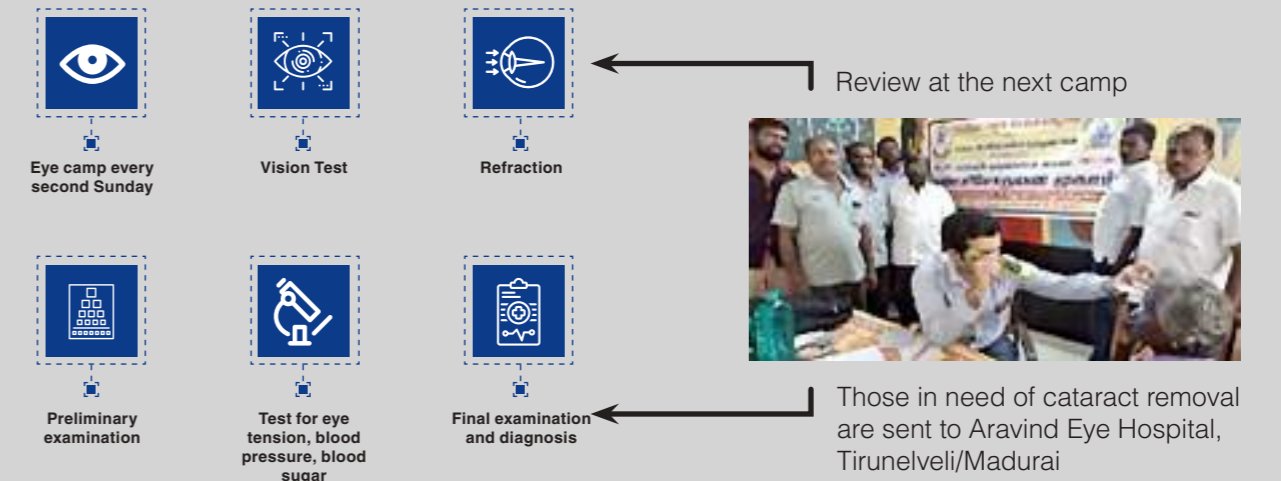 Eye camp every
second Sunday
Vision Test
Refraction
Review at the next camp
Preliminary
examination
Test for eye
tension, blood
pressure, blood
sugar
Final examination
and diagnosis
Those in need of cataract removal
are sent to Aravind Eye Hospital,
Tirunelveli/Madurai